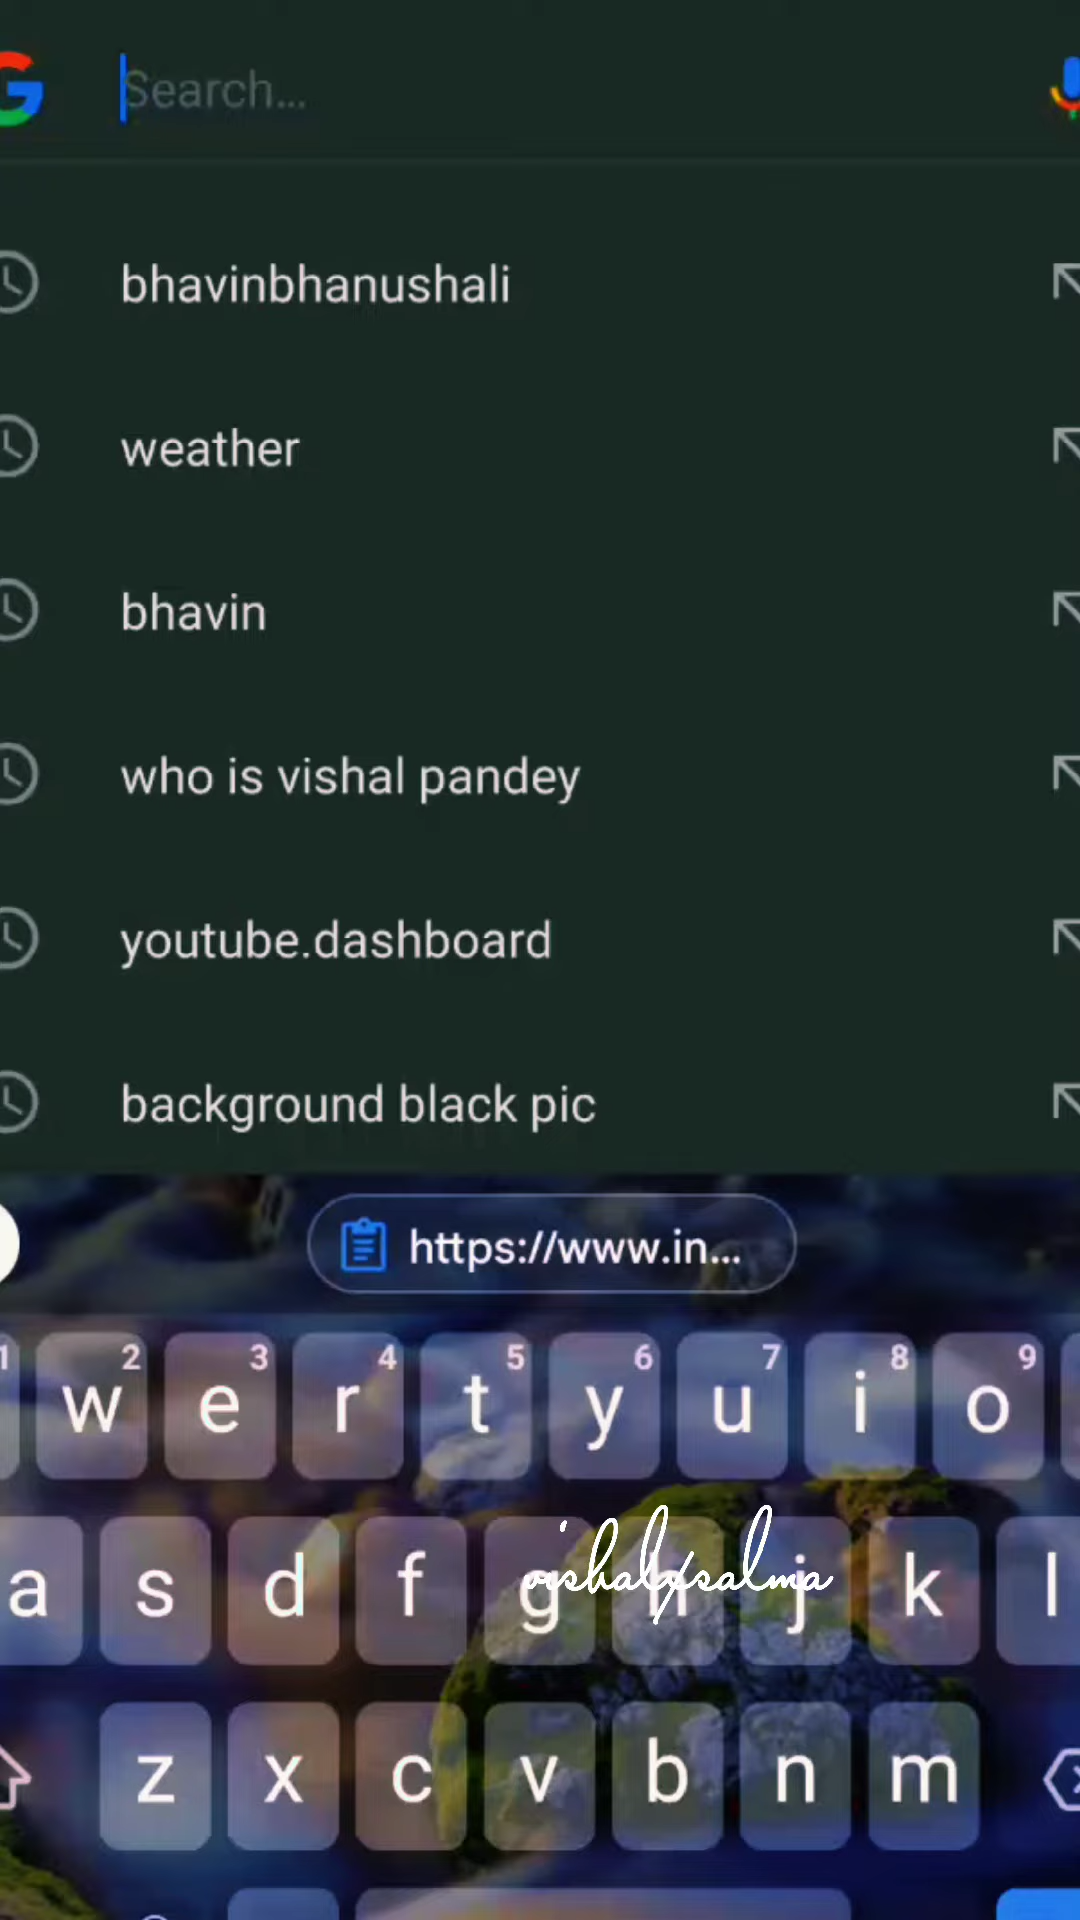 Search...
bhavinbhanushali
weather
bhavin
who is vishal pandey
youtube.dashboard
background black pic
https://www.in...
1 2 3 4 5 6 7 8 9
w e r t y u i o
a s d f g h j k l
vishalxsalma
z x c v b n m